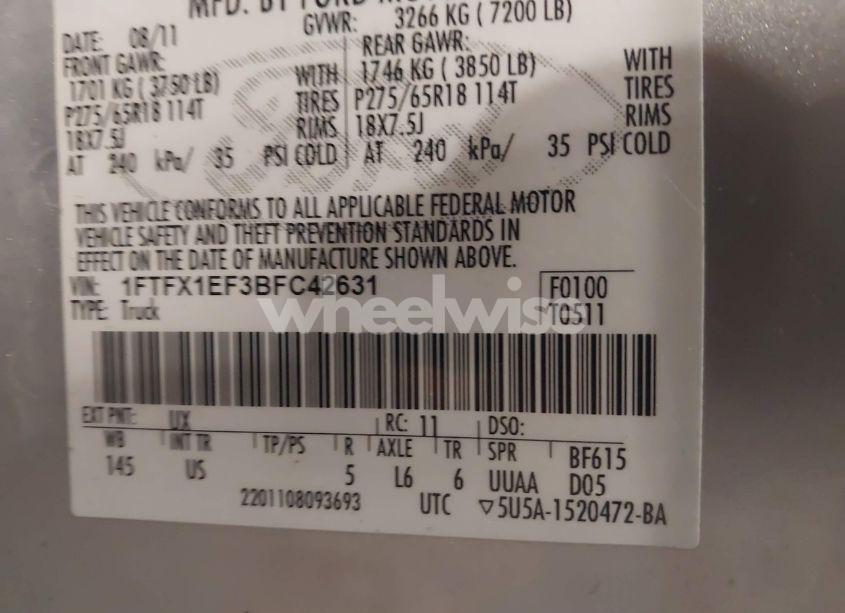 MFD. BY FORD MO
GVWR: 3266 KG ( 7200 LB)
DATE: 08/11
FRONT GAWR: REAR GAWR:
1701 KG ( 3750 LB) WITH 1746 KG ( 3850 LB) WITH
P275/65R18 114T TIRES P275/65R18 114T TIRES
18X7.5J RIMS 18X7.5J RIMS
AT 240 kPa/ 35 PSI COLD AT 240 kPa/ 35 PSI COLD
THIS VEHICLE CONFORMS TO ALL APPLICABLE FEDERAL MOTOR
VEHICLE SAFETY AND THEFT PREVENTION STANDARDS IN
EFFECT ON THE DATE OF MANUFACTURE SHOWN ABOVE.
VIN: 1FTFX1EF3BFC42631 F0100
TYPE: Truck T0511
wheelwise
EXT PNT: UX RC: 11 DSO:
WB INT TR TP/PS R AXLE TR SPR BF615
145 US 5 L6 6 UUAA D05
2201108093693 UTC ▽5U5A-1520472-BA